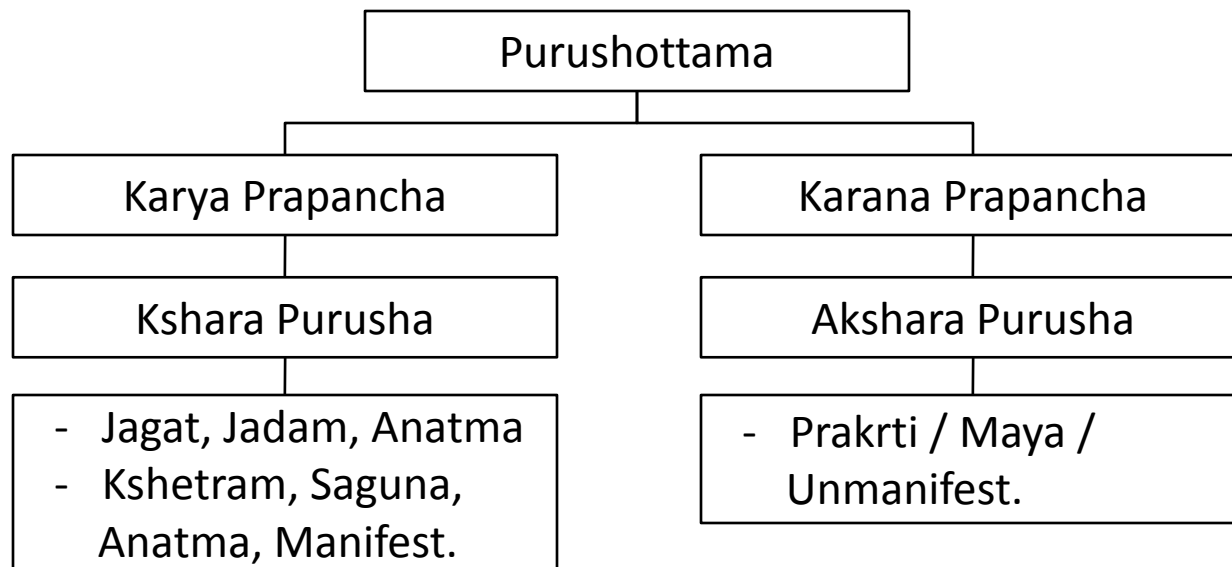 Purushottama
Karya Prapancha
Karana Prapancha
Kshara Purusha
Akshara Purusha
- Jagat, Jadam, Anatma
- Kshetram, Saguna,
Anatma, Manifest.
- Prakrti / Maya /
Unmanifest.